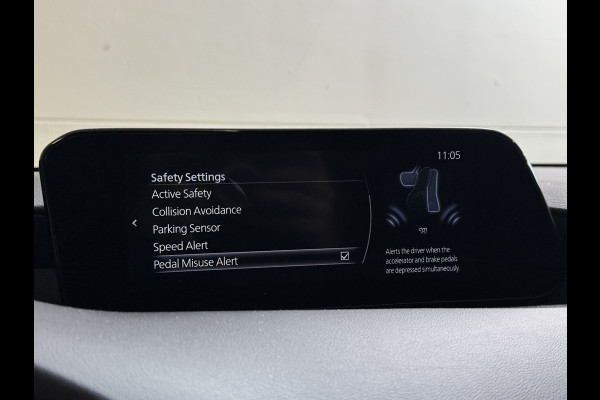 11:05
Safety Settings
Active Safety
Collision Avoidance
Parking Sensor
Speed Alert
Pedal Misuse Alert
Alerts the driver when the
accelerator and brake pedals
are depressed simultaneously.